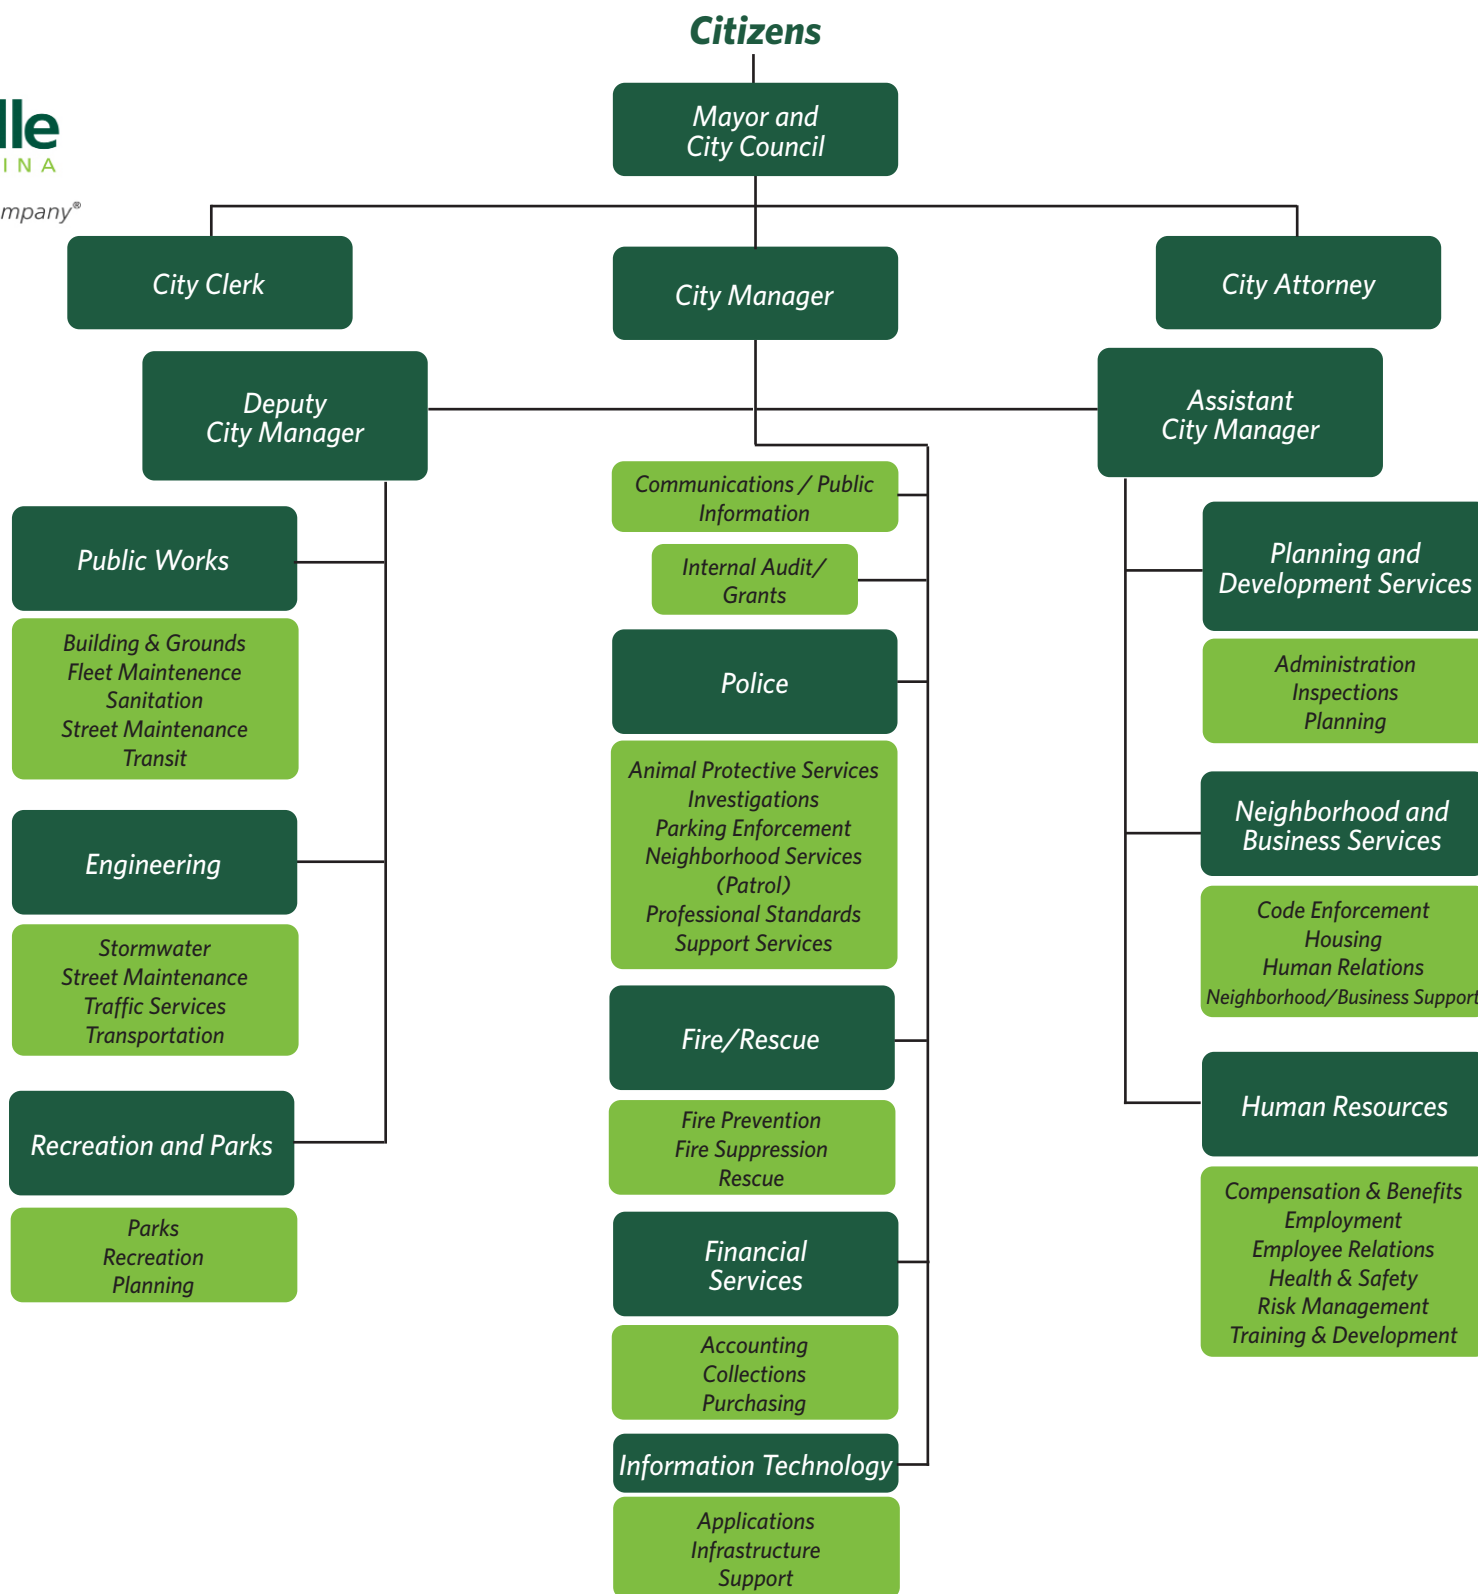 Citizens
Mayor and
City Council
lle
INA
mpany®
City Clerk
City Manager
City Attorney
Deputy
City Manager
Assistant
City Manager
Public Works
Building & Grounds
Fleet Maintenence
Sanitation
Street Maintenance
Transit
Engineering
Stormwater
Street Maintenance
Traffic Services
Transportation
Recreation and Parks
Parks
Recreation
Planning
Communications / Public
Information
Internal Audit/
Grants
Police
Animal Protective Services
Investigations
Parking Enforcement
Neighborhood Services
(Patrol)
Professional Standards
Support Services
Fire/Rescue
Fire Prevention
Fire Suppression
Rescue
Financial
Services
Accounting
Collections
Purchasing
Information Technology
Applications
Infrastructure
Support
Planning and
Development Services
Administration
Inspections
Planning
Neighborhood and
Business Services
Code Enforcement
Housing
Human Relations
Neighborhood/Business Support
Human Resources
Compensation & Benefits
Employment
Employee Relations
Health & Safety
Risk Management
Training & Development